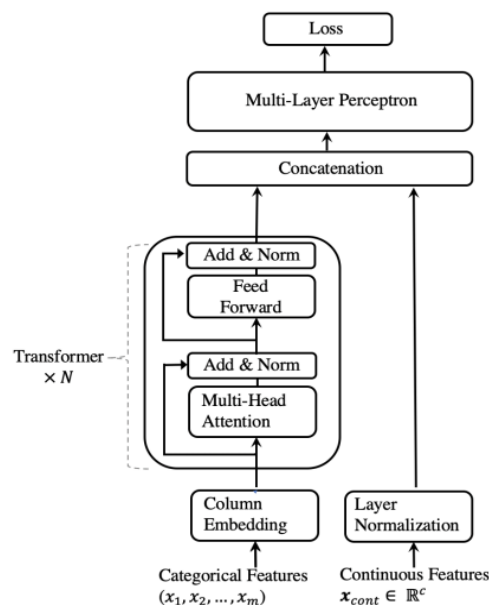 Loss
Multi-Layer Perceptron
Concatenation
Add & Norm
Feed
Forward
Transformer
× N
Add & Norm
Multi-Head
Attention
Column
Embedding
Layer
Normalization
Categorical Features
(x₁, x₂, ..., xₘ)
Continuous Features
x_cont ∈ ℝᶜ